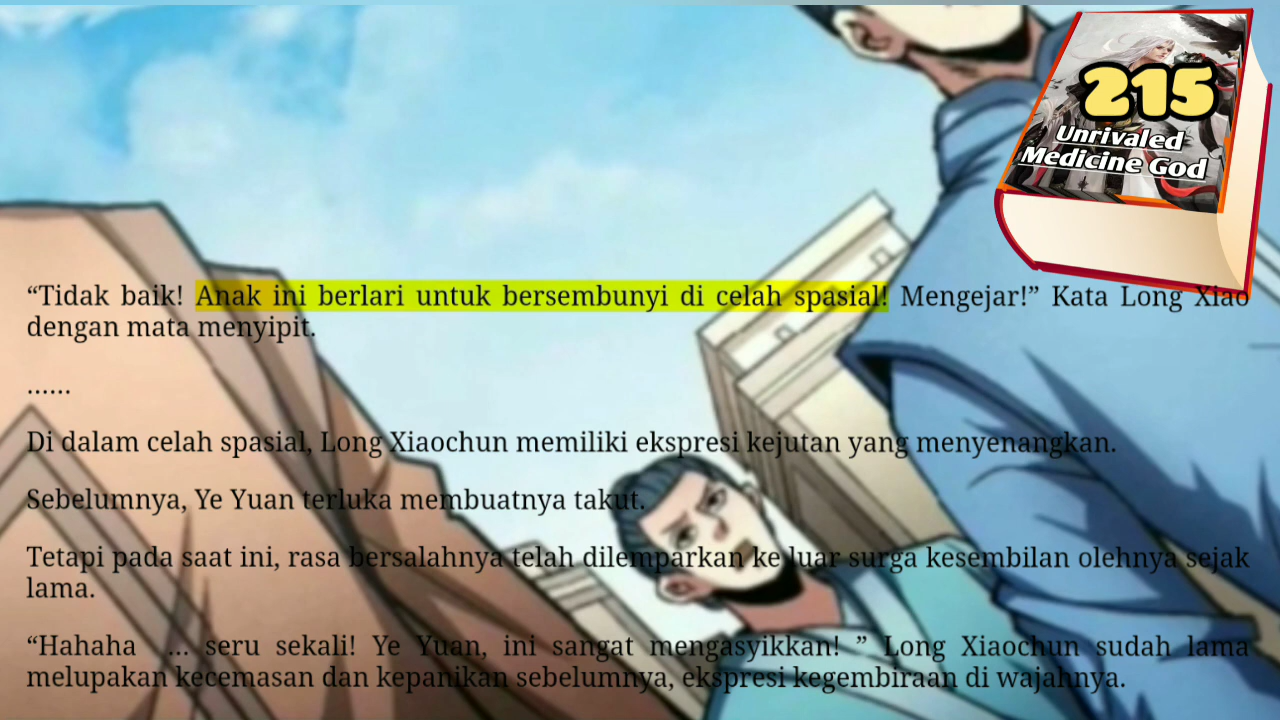 215
Unrivaled
Medicine God
“Tidak baik! Anak ini berlari untuk bersembunyi di celah spasial! Mengejar!” Kata Long Xiao
dengan mata menyipit.
……
Di dalam celah spasial, Long Xiaochun memiliki ekspresi kejutan yang menyenangkan.
Sebelumnya, Ye Yuan terluka membuatnya takut.
Tetapi pada saat ini, rasa bersalahnya telah dilemparkan ke luar surga kesembilan olehnya sejak
lama.
“Hahaha … seru sekali! Ye Yuan, ini sangat mengasyikkan! ” Long Xiaochun sudah lama
melupakan kecemasan dan kepanikan sebelumnya, ekspresi kegembiraan di wajahnya.